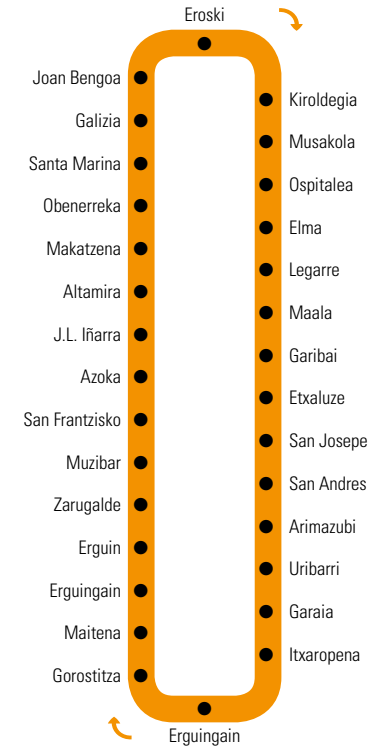 Eroski
Joan Bengoa
Galizia
Santa Marina
Obenerreka
Makatzena
Altamira
J.L. Iñarra
Azoka
San Frantzisko
Muzibar
Zarugalde
Erguin
Erguingain
Maitena
Gorostitza
Kiroldegia
Musakola
Ospitalea
Elma
Legarre
Maala
Garibai
Etxaluze
San Josepe
San Andres
Arimazubi
Uribarri
Garaia
Itxaropena
Erguingain